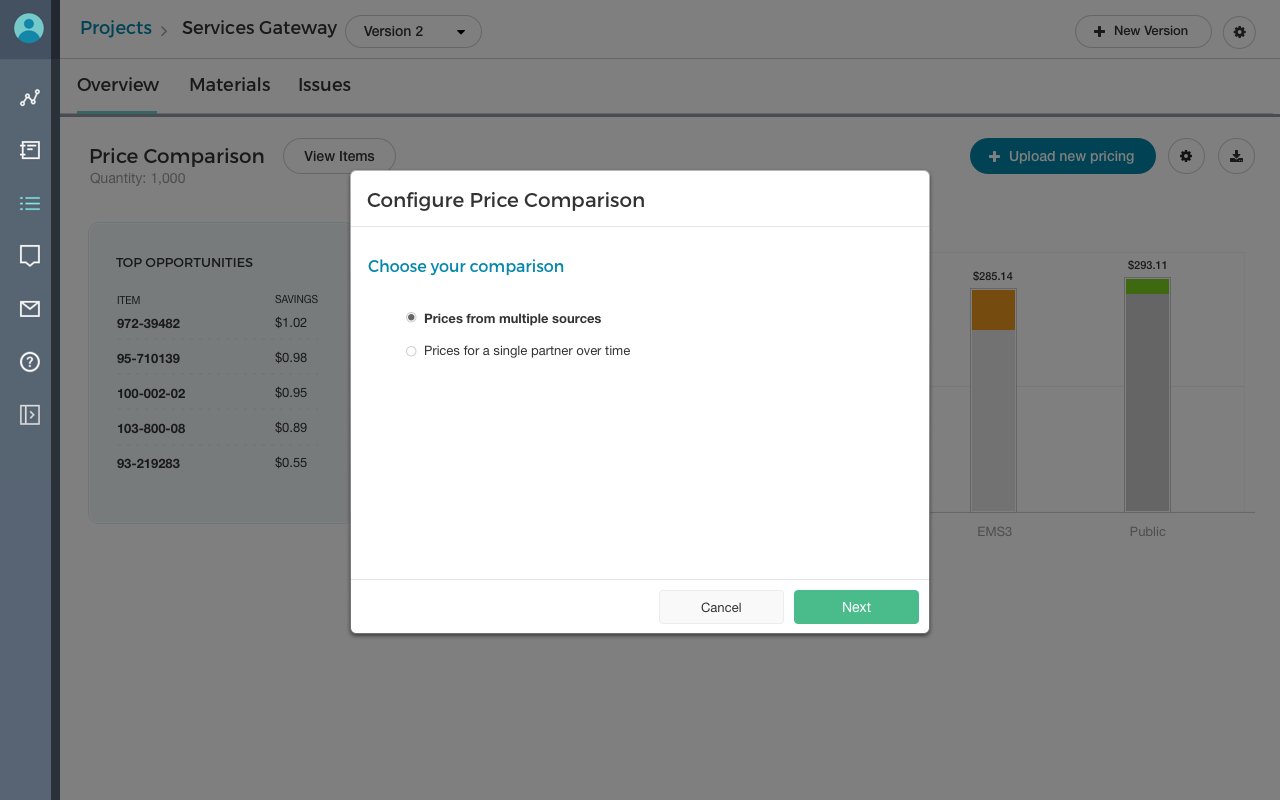 Projects › Services Gateway Version 2 + New Version
Overview Materials Issues
Price Comparison View Items + Upload new pricing
Quantity: 1,000
Configure Price Comparison
Choose your comparison
Prices from multiple sources
Prices for a single partner over time
Cancel Next
TOP OPPORTUNITIES
ITEM SAVINGS
972-39482 $1.02
95-710139 $0.98
100-002-02 $0.95
103-800-08 $0.89
93-219283 $0.55
$285.14 $293.11
EMS3 Public